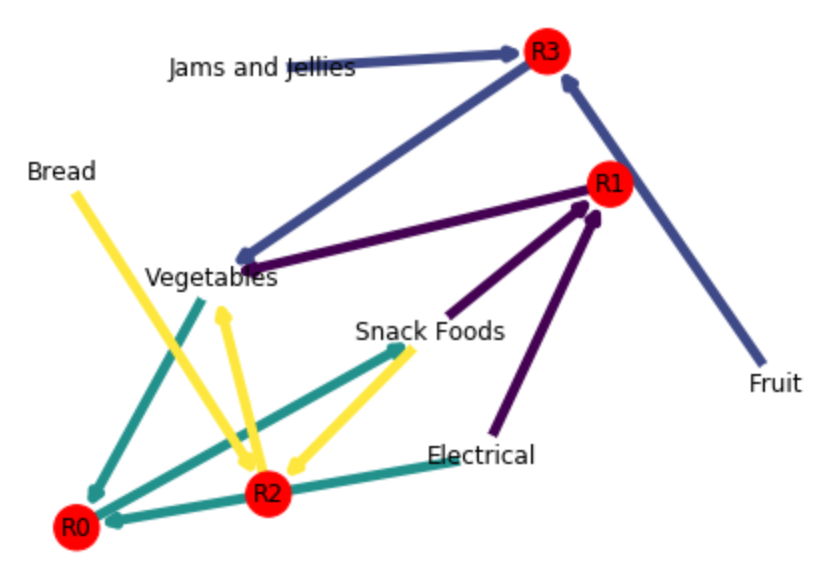 R3
Jams and Jellies
Bread
R1
Vegetables
Snack Foods
Fruit
Electrical
R2
R0